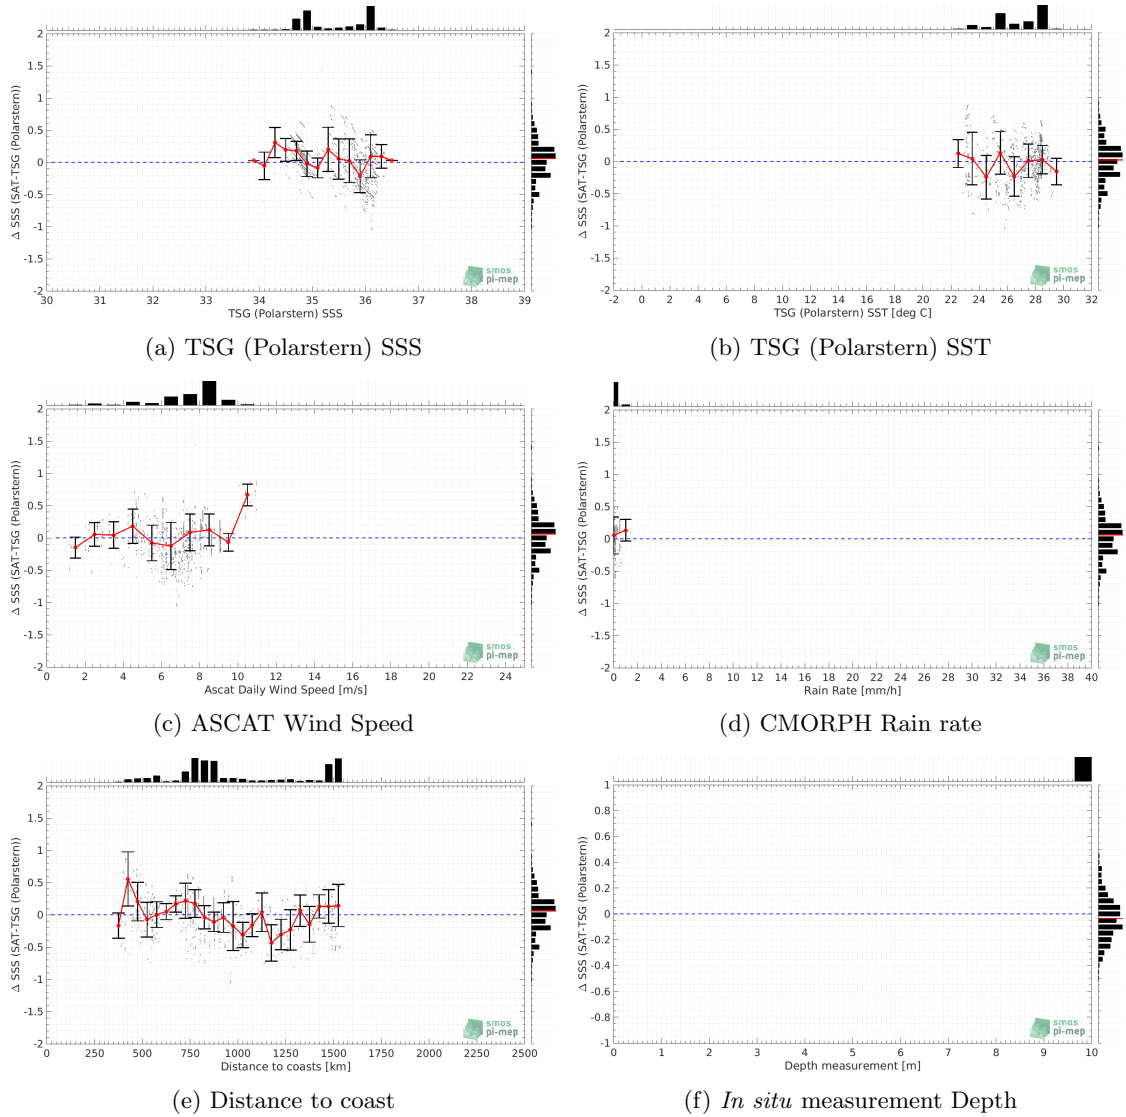 2
1.5
1
0.5
0
-0.5
-1
-1.5
-2
Δ SSS (SAT-TSG (Polarstern))
30 31 32 33 34 35 36 37 38 39
TSG (Polarstern) SSS
smos
pi-mep
(a) TSG (Polarstern) SSS
2
1.5
1
0.5
0
-0.5
-1
-1.5
-2
Δ SSS (SAT-TSG (Polarstern))
-2 0 2 4 6 8 10 12 14 16 18 20 22 24 26 28 30 32
TSG (Polarstern) SST [deg C]
smos
pi-mep
(b) TSG (Polarstern) SST
2
1.5
1
0.5
0
-0.5
-1
-1.5
-2
Δ SSS (SAT-TSG (Polarstern))
0 2 4 6 8 10 12 14 16 18 20 22 24
Ascat Daily Wind Speed [m/s]
smos
pi-mep
(c) ASCAT Wind Speed
2
1.5
1
0.5
0
-0.5
-1
-1.5
-2
Δ SSS (SAT-TSG (Polarstern))
0 2 4 6 8 10 12 14 16 18 20 22 24 26 28 30 32 34 36 38 40
Rain Rate [mm/h]
smos
pi-mep
(d) CMORPH Rain rate
2
1.5
1
0.5
0
-0.5
-1
-1.5
-2
Δ SSS (SAT-TSG (Polarstern))
0 250 500 750 1000 1250 1500 1750 2000 2250 2500
Distance to coasts [km]
smos
pi-mep
(e) Distance to coast
1
0.8
0.6
0.4
0.2
0
-0.2
-0.4
-0.6
-0.8
-1
Δ SSS (SAT-TSG (Polarstern))
0 1 2 3 4 5 6 7 8 9 10
Depth measurement [m]
smos
pi-mep
(f) In situ measurement Depth